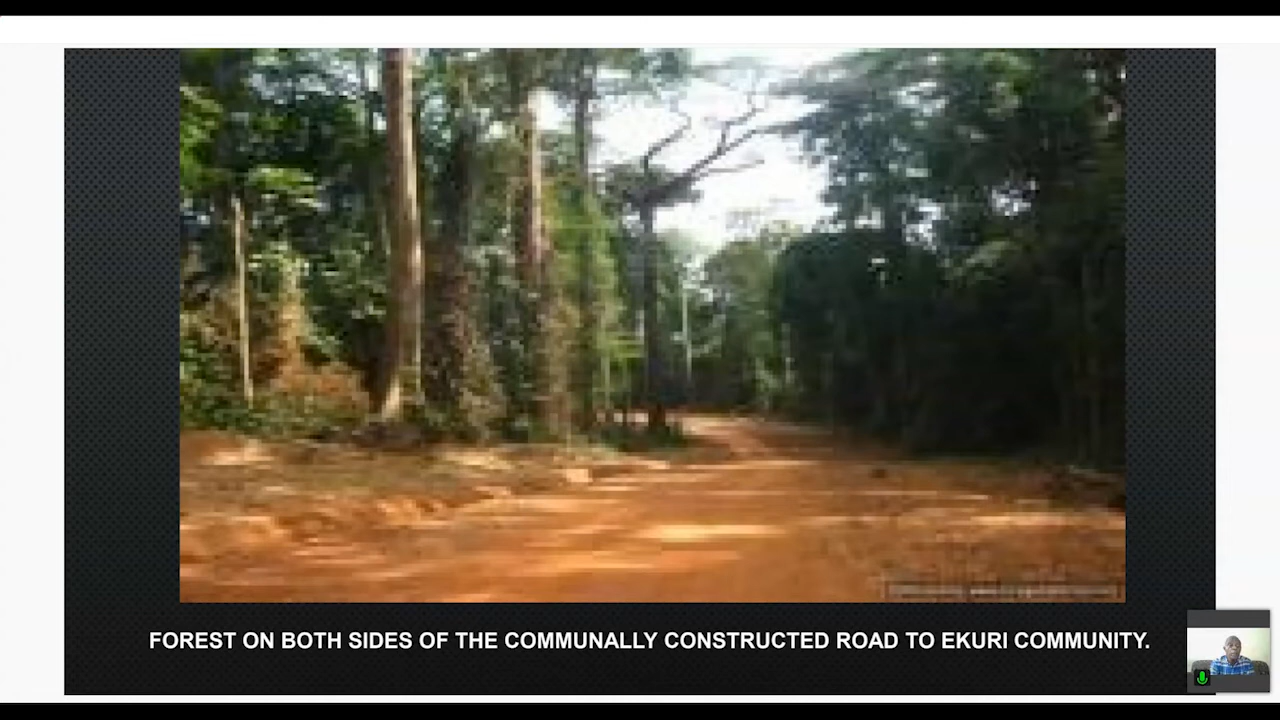 FOREST ON BOTH SIDES OF THE COMMUNALLY CONSTRUCTED ROAD TO EKURI COMMUNITY.